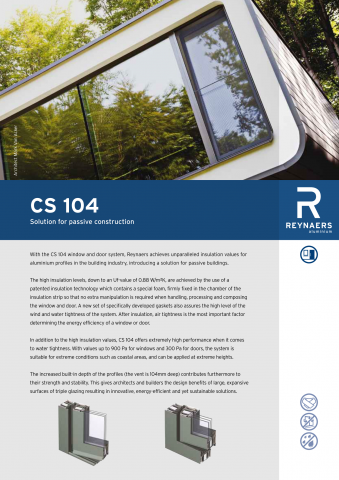 CS 104
Solution for passive construction
REYNAERS
aluminium
With the CS 104 window and door system, Reynaers achieves unparalleled insulation values for
aluminium profiles in the building industry, introducing a solution for passive buildings.
The high insulation levels, down to an Uf-value of 0.88 W/m²K, are achieved by the use of a
patented insulation technology which contains a special foam, firmly fixed in the chamber of the
insulation strip so that no extra manipulation is required when handling, processing and composing
the window and door. A new set of specifically developed gaskets also assures the high level of the
wind and water tightness of the system. After insulation, air tightness is the most important factor
determining the energy efficiency of a window or door.
In addition to the high insulation values, CS 104 offers extremely high performance when it comes
to water tightness. With values up to 900 Pa for windows and 300 Pa for doors, the system is
suitable for extreme conditions such as coastal areas, and can be applied at extreme heights.
The increased built-in depth of the profiles (the vent is 104mm deep) contributes furthermore to
their strength and stability. This gives architects and builders the design benefits of large, expansive
surfaces of triple glazing resulting in innovative, energy-efficient and yet sustainable solutions.